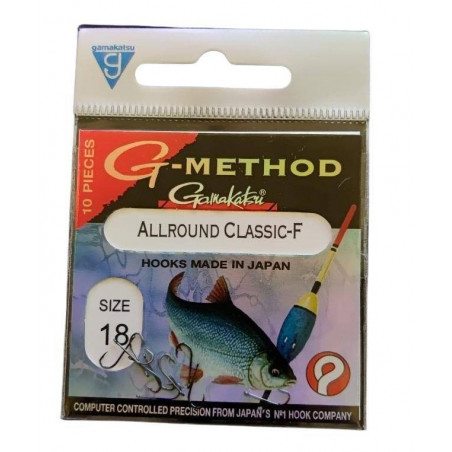 gamakatsu
10 PIECES
G-METHOD
Gamakatsu®
ALLROUND CLASSIC-F
HOOKS MADE IN JAPAN
SIZE
18
COMPUTER CONTROLLED PRECISION FROM JAPAN'S Nº1 HOOK COMPANY